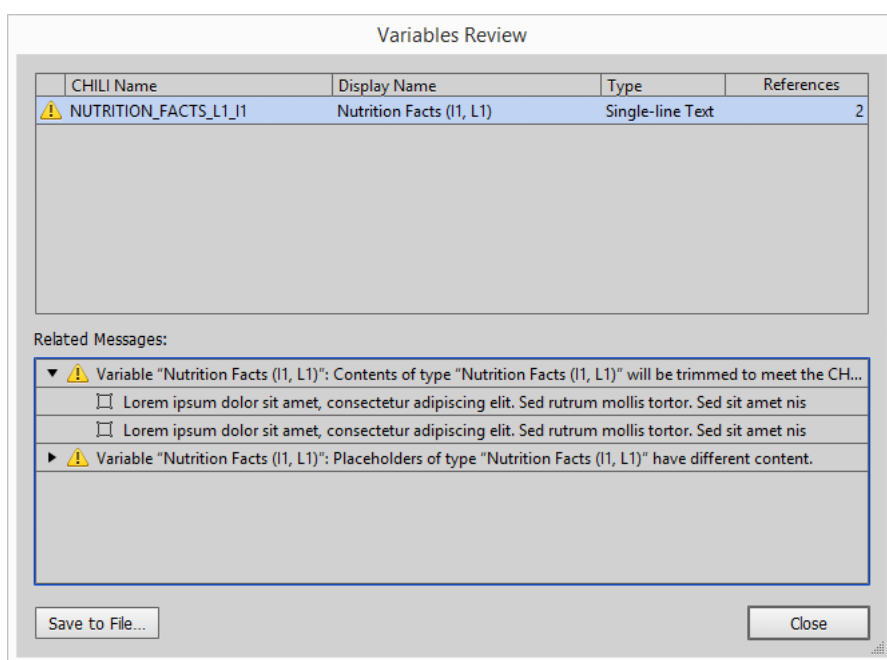 Variables Review
CHILI Name Display Name Type References
NUTRITION_FACTS_L1_I1 Nutrition Facts (I1, L1) Single-line Text 2
Related Messages:
Variable “Nutrition Facts (I1, L1)”: Contents of type “Nutrition Facts (I1, L1)” will be trimmed to meet the CH...
Lorem ipsum dolor sit amet, consectetur adipiscing elit. Sed rutrum mollis tortor. Sed sit amet nis
Lorem ipsum dolor sit amet, consectetur adipiscing elit. Sed rutrum mollis tortor. Sed sit amet nis
Variable “Nutrition Facts (I1, L1)”: Placeholders of type “Nutrition Facts (I1, L1)” have different content.
Save to File... Close